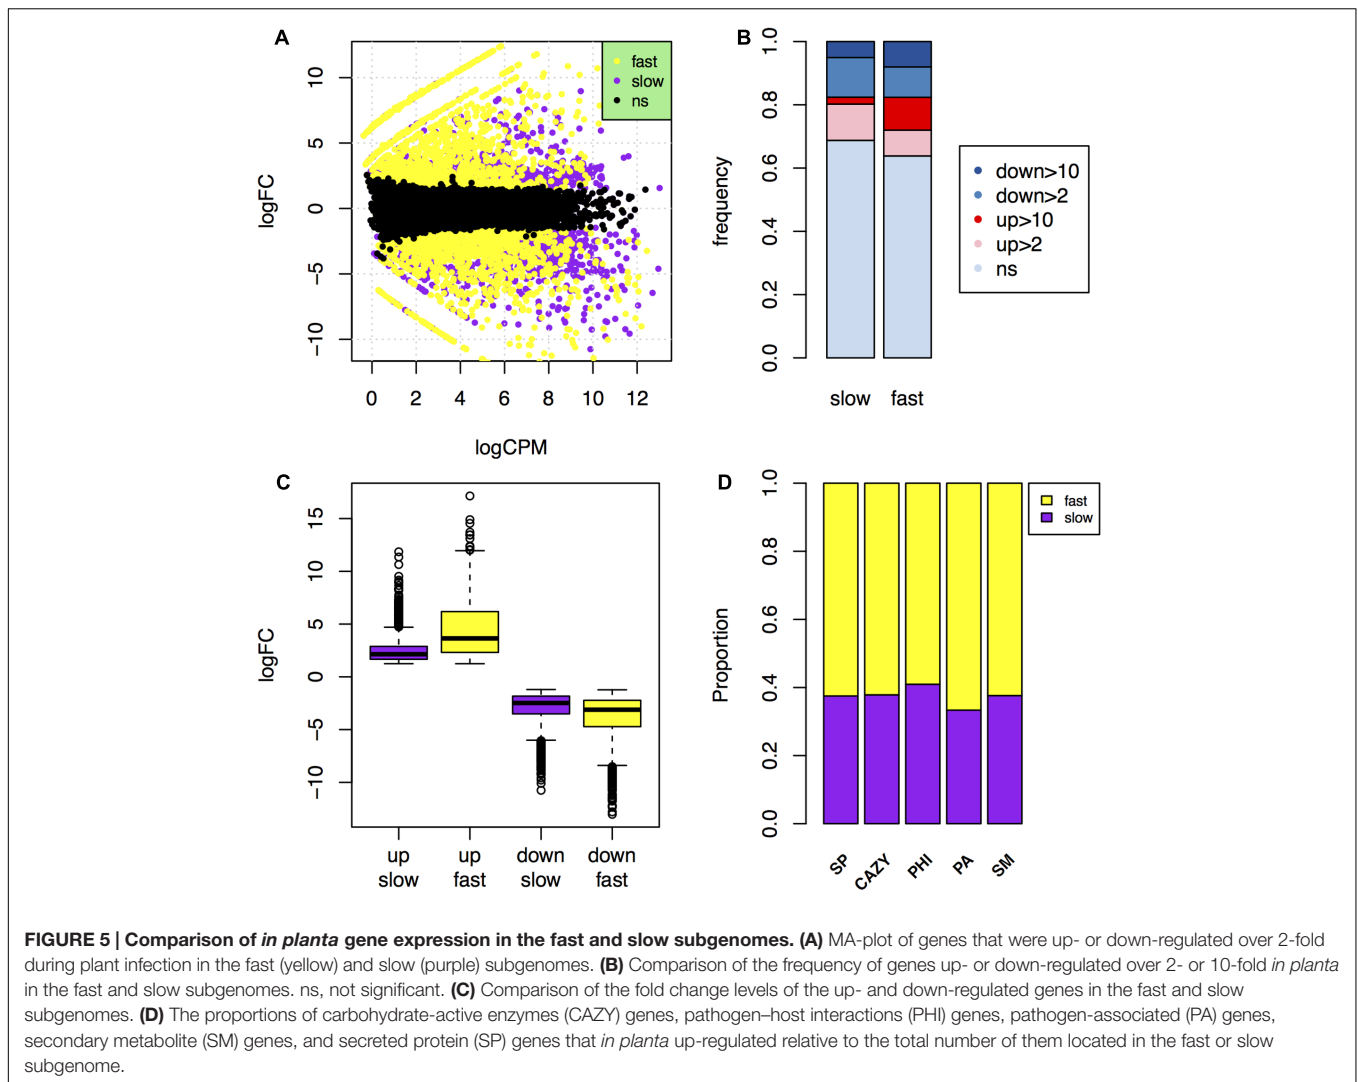 A
fast
slow
ns
logFC
10
5
0
−5
−10
0 2 4 6 8 10 12
logCPM
B
frequency
1.0
0.8
0.6
0.4
0.2
0.0
slow fast
down>10
down>2
up>10
up>2
ns
C
logFC
15
10
5
0
−5
−10
up slow
up fast
down slow
down fast
D
Proportion
1.0
0.8
0.6
0.4
0.2
0.0
SP CAZY PHI PA SM
fast
slow
FIGURE 5 | Comparison of in planta gene expression in the fast and slow subgenomes. (A) MA-plot of genes that were up- or down-regulated over 2-fold
during plant infection in the fast (yellow) and slow (purple) subgenomes. (B) Comparison of the frequency of genes up- or down-regulated over 2- or 10-fold in planta
in the fast and slow subgenomes. ns, not significant. (C) Comparison of the fold change levels of the up- and down-regulated genes in the fast and slow
subgenomes. (D) The proportions of carbohydrate-active enzymes (CAZY) genes, pathogen–host interactions (PHI) genes, pathogen-associated (PA) genes,
secondary metabolite (SM) genes, and secreted protein (SP) genes that in planta up-regulated relative to the total number of them located in the fast or slow
subgenome.